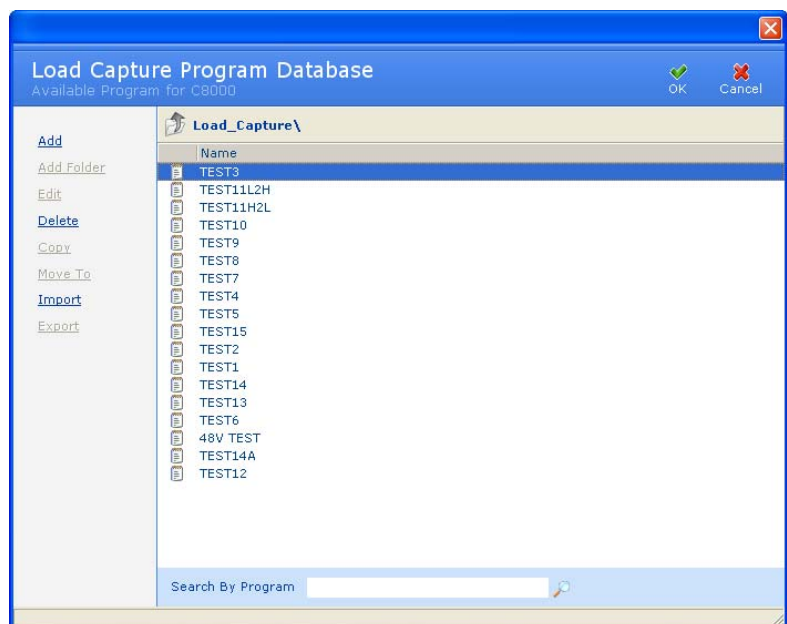 Load Capture Program Database
Available Program for C8000
OK
Cancel
Add
Add Folder
Edit
Delete
Copy
Move To
Import
Export
Load_Capture\
Name
TEST3
TEST11L2H
TEST11H2L
TEST10
TEST9
TEST8
TEST7
TEST4
TEST5
TEST15
TEST2
TEST1
TEST14
TEST13
TEST6
48V TEST
TEST14A
TEST12
Search By Program